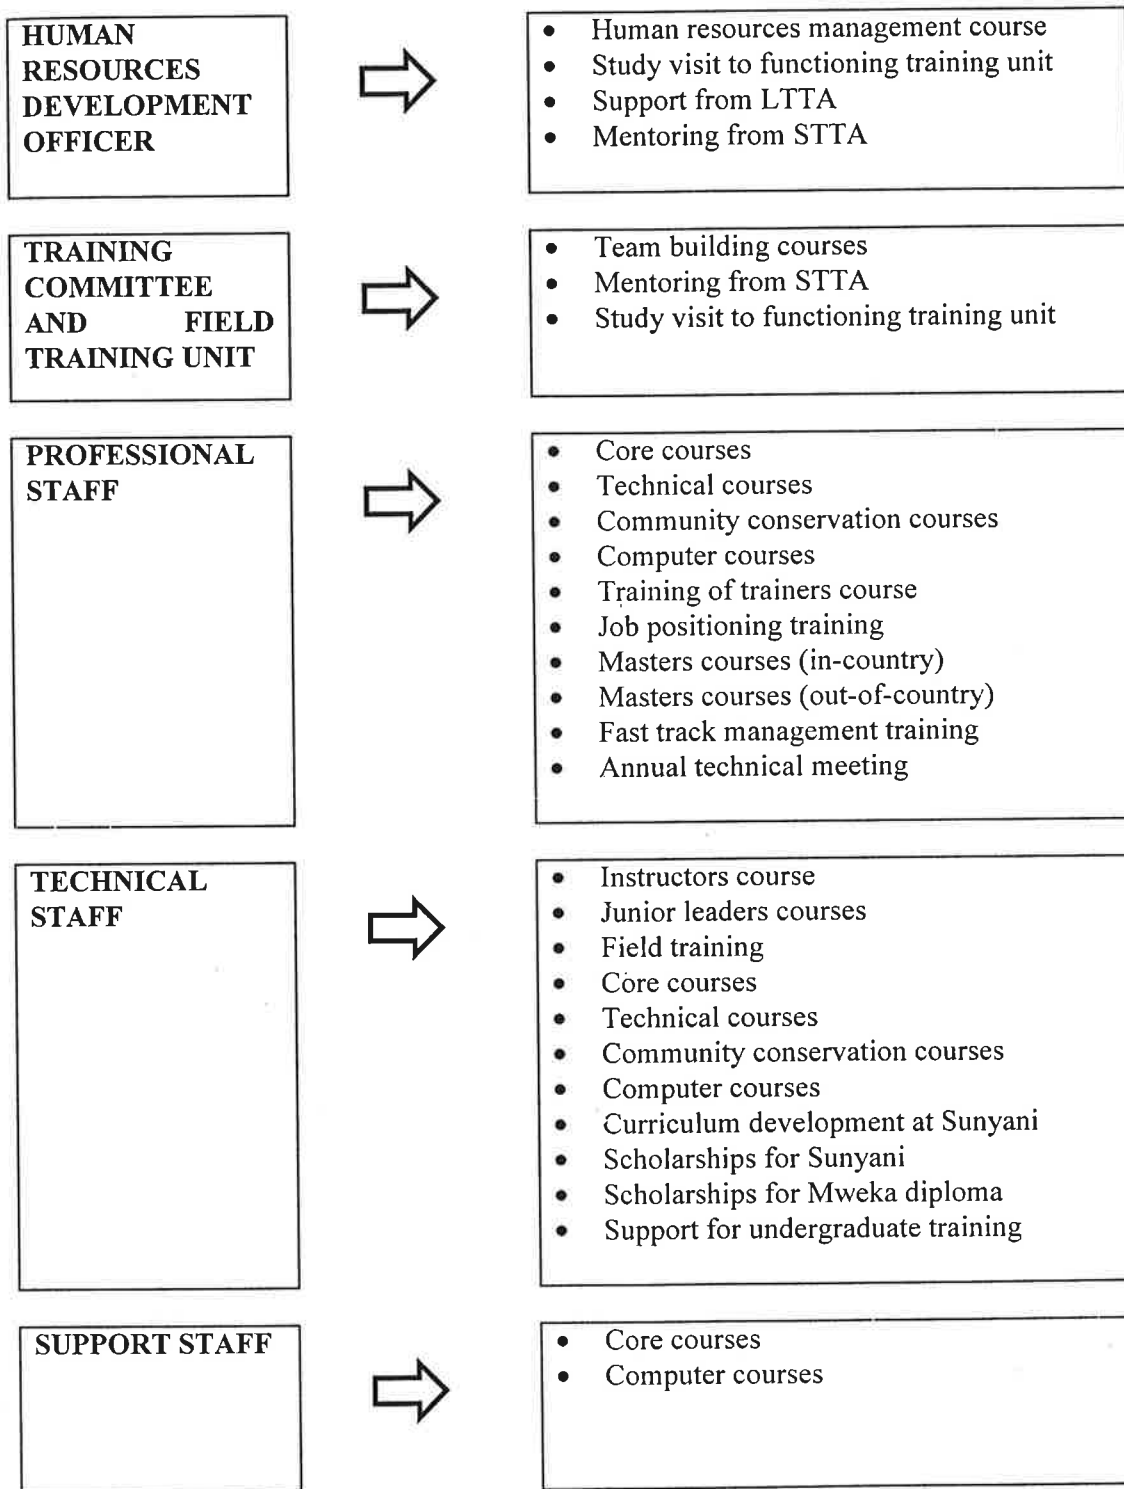 HUMAN
RESOURCES
DEVELOPMENT
OFFICER
• Human resources management course
• Study visit to functioning training unit
• Support from LTTA
• Mentoring from STTA
TRAINING
COMMITTEE
AND FIELD
TRAINING UNIT
• Team building courses
• Mentoring from STTA
• Study visit to functioning training unit
PROFESSIONAL
STAFF
• Core courses
• Technical courses
• Community conservation courses
• Computer courses
• Training of trainers course
• Job positioning training
• Masters courses (in-country)
• Masters courses (out-of-country)
• Fast track management training
• Annual technical meeting
TECHNICAL
STAFF
• Instructors course
• Junior leaders courses
• Field training
• Core courses
• Technical courses
• Community conservation courses
• Computer courses
• Curriculum development at Sunyani
• Scholarships for Sunyani
• Scholarships for Mweka diploma
• Support for undergraduate training
SUPPORT STAFF
• Core courses
• Computer courses